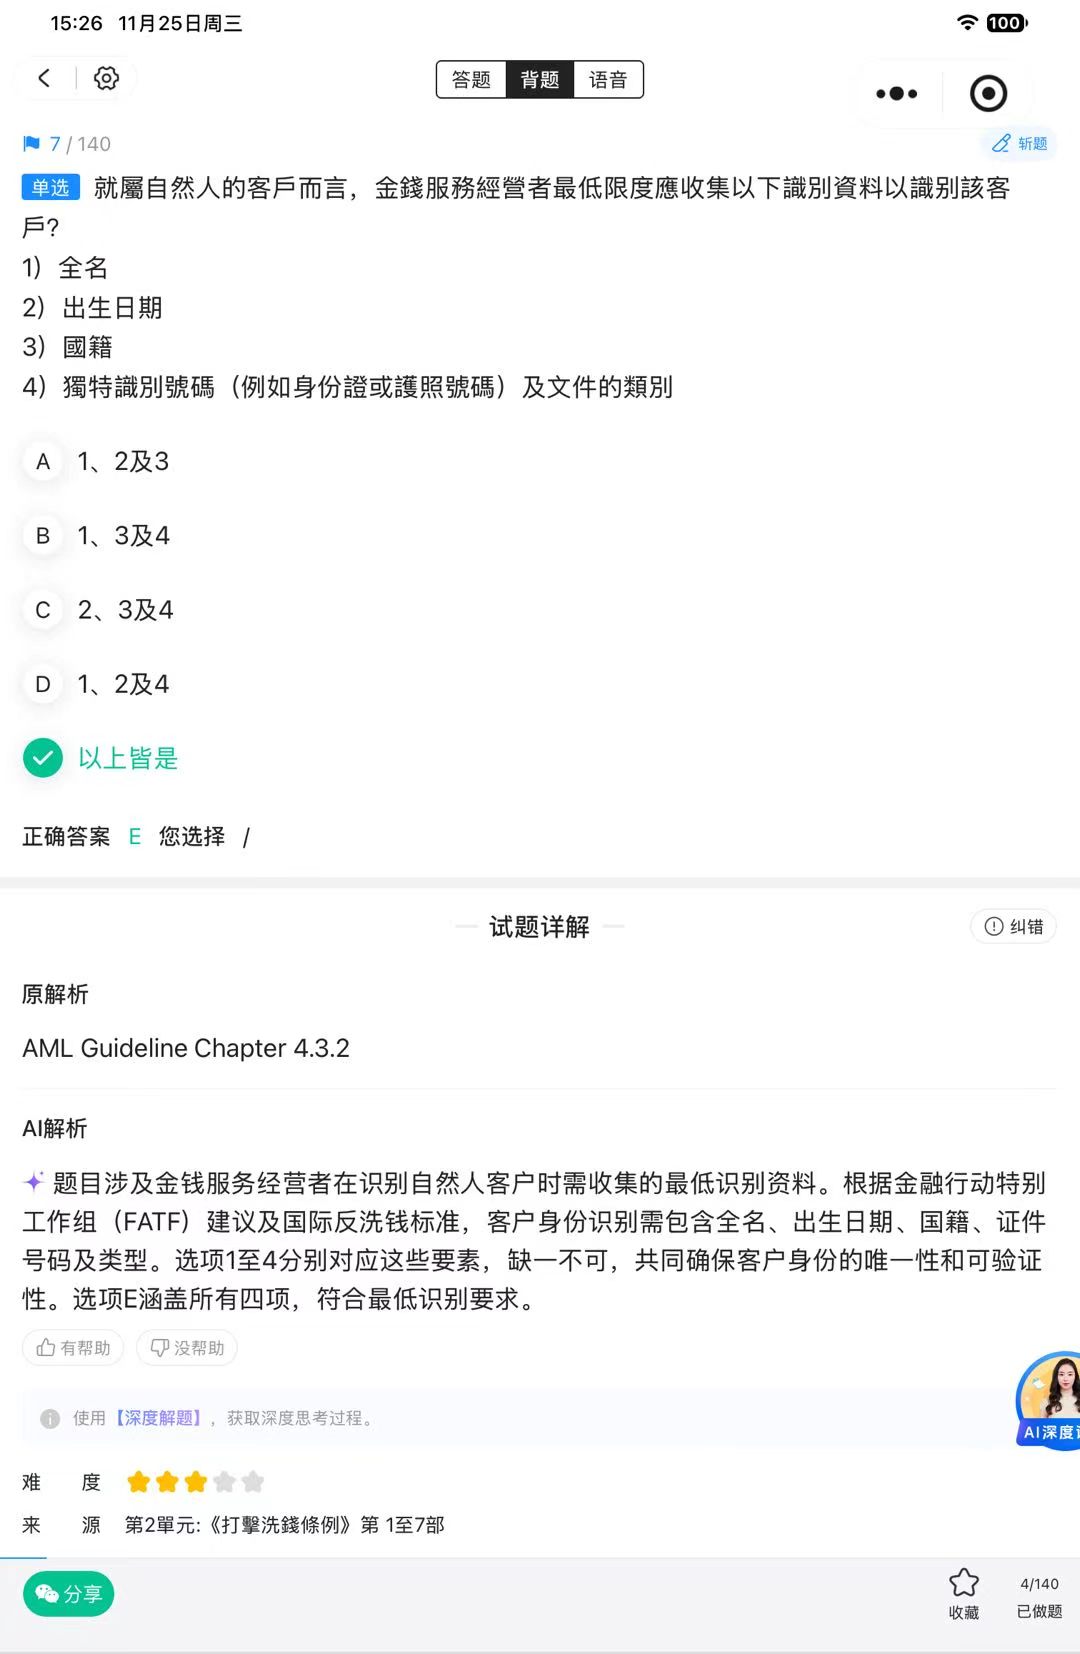 15:26 11月25日周三
100
答题 背题 语音
7 / 140
斩题
单选 就屬自然人的客戶而言，金錢服務經營者最低限度應收集以下識別資料以識別該客
戶？
1）全名
2）出生日期
3）國籍
4）獨特識別號碼（例如身份證或護照號碼）及文件的類別
A 1、2及3
B 1、3及4
C 2、3及4
D 1、2及4
以上皆是
正确答案 E 您选择 /
试题详解
纠错
原解析
AML Guideline Chapter 4.3.2
AI解析
题目涉及金钱服务经营者在识别自然人客户时需收集的最低识别资料。根据金融行动特别
工作组（FATF）建议及国际反洗钱标准，客户身份识别需包含全名、出生日期、国籍、证件
号码及类型。选项1至4分别对应这些要素，缺一不可，共同确保客户身份的唯一性和可验证
性。选项E涵盖所有四项，符合最低识别要求。
有帮助 没帮助
使用【深度解题】，获取深度思考过程。
AI深度
难 度
来 源 第2單元:《打擊洗錢條例》第 1至7部
分享
收藏
4/140
已做题